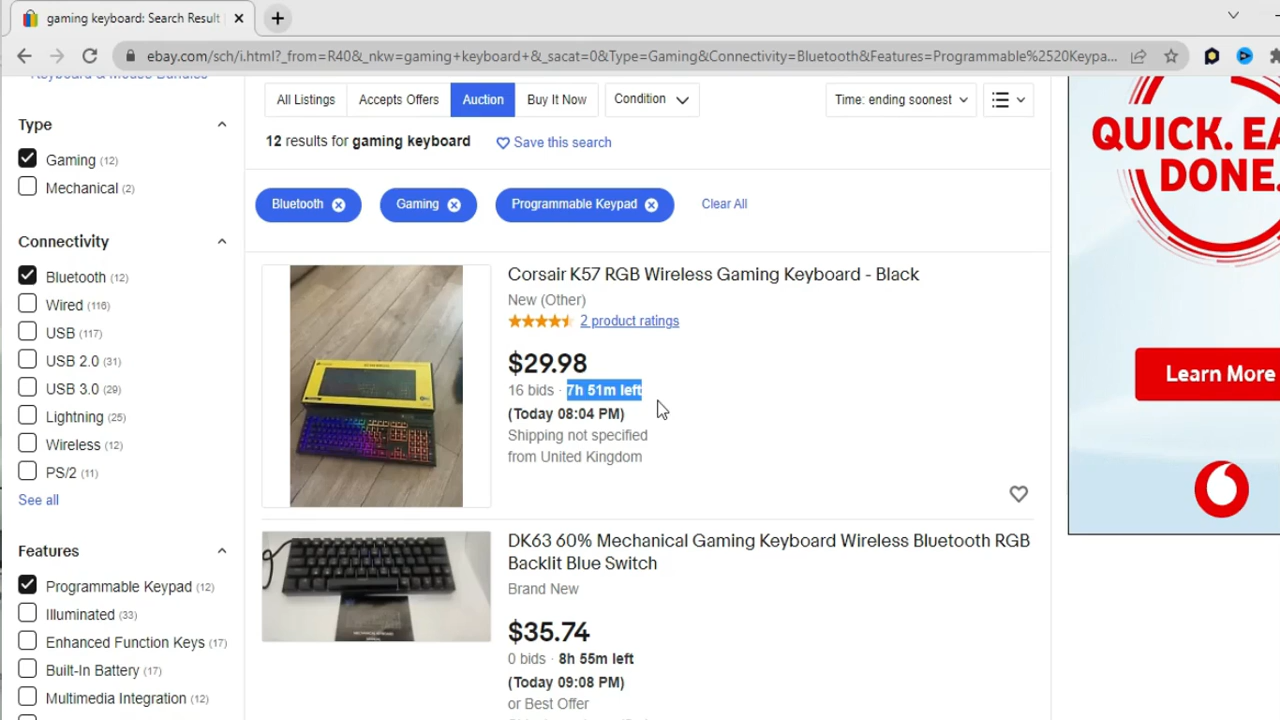 gaming keyboard: Search Result
ebay.com/sch/i.html?_from=R40&_nkw=gaming+keyboard+&_sacat=0&Type=Gaming&Connectivity=Bluetooth&Features=Programmable%2520Keypa...
Keyboard & Mouse Bundles
Type
Gaming (12)
Mechanical (2)
Connectivity
Bluetooth (12)
Wired (116)
USB (117)
USB 2.0 (31)
USB 3.0 (29)
Lightning (25)
Wireless (12)
PS/2 (11)
See all
Features
Programmable Keypad (12)
Illuminated (33)
Enhanced Function Keys (17)
Built-In Battery (17)
Multimedia Integration (12)
All Listings
Accepts Offers
Auction
Buy It Now
Condition
Time: ending soonest
12 results for gaming keyboard
Save this search
Bluetooth
Gaming
Programmable Keypad
Clear All
Corsair K57 RGB Wireless Gaming Keyboard - Black
New (Other)
2 product ratings
$29.98
16 bids · 7h 51m left
(Today 08:04 PM)
Shipping not specified
from United Kingdom
DK63 60% Mechanical Gaming Keyboard Wireless Bluetooth RGB
Backlit Blue Switch
Brand New
$35.74
0 bids · 8h 55m left
(Today 09:08 PM)
or Best Offer
QUICK. EA
DONE.
Learn More